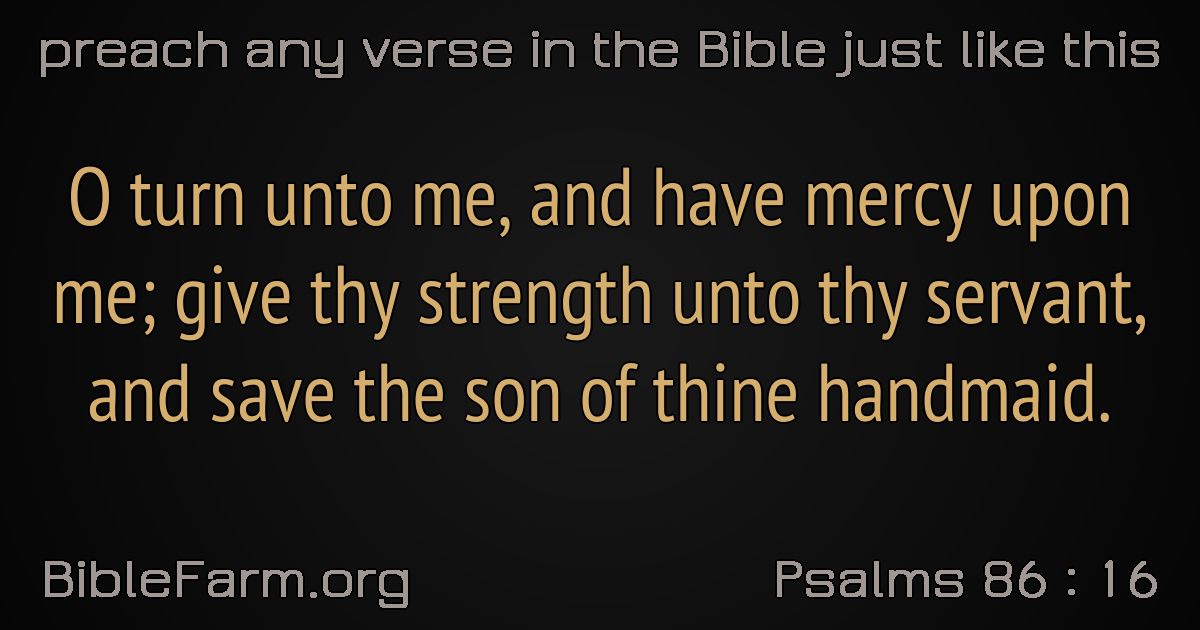 preach any verse in the Bible just like this
O turn unto me, and have mercy upon
me; give thy strength unto thy servant,
and save the son of thine handmaid.
BibleFarm.org
Psalms 86 : 16